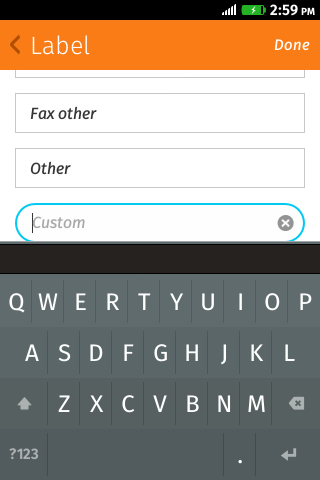 2:59 PM
Label
Done
Fax other
Other
Custom
Q W E R T Y U I O P
A S D F G H J K L
Z X C V B N M
?123 .